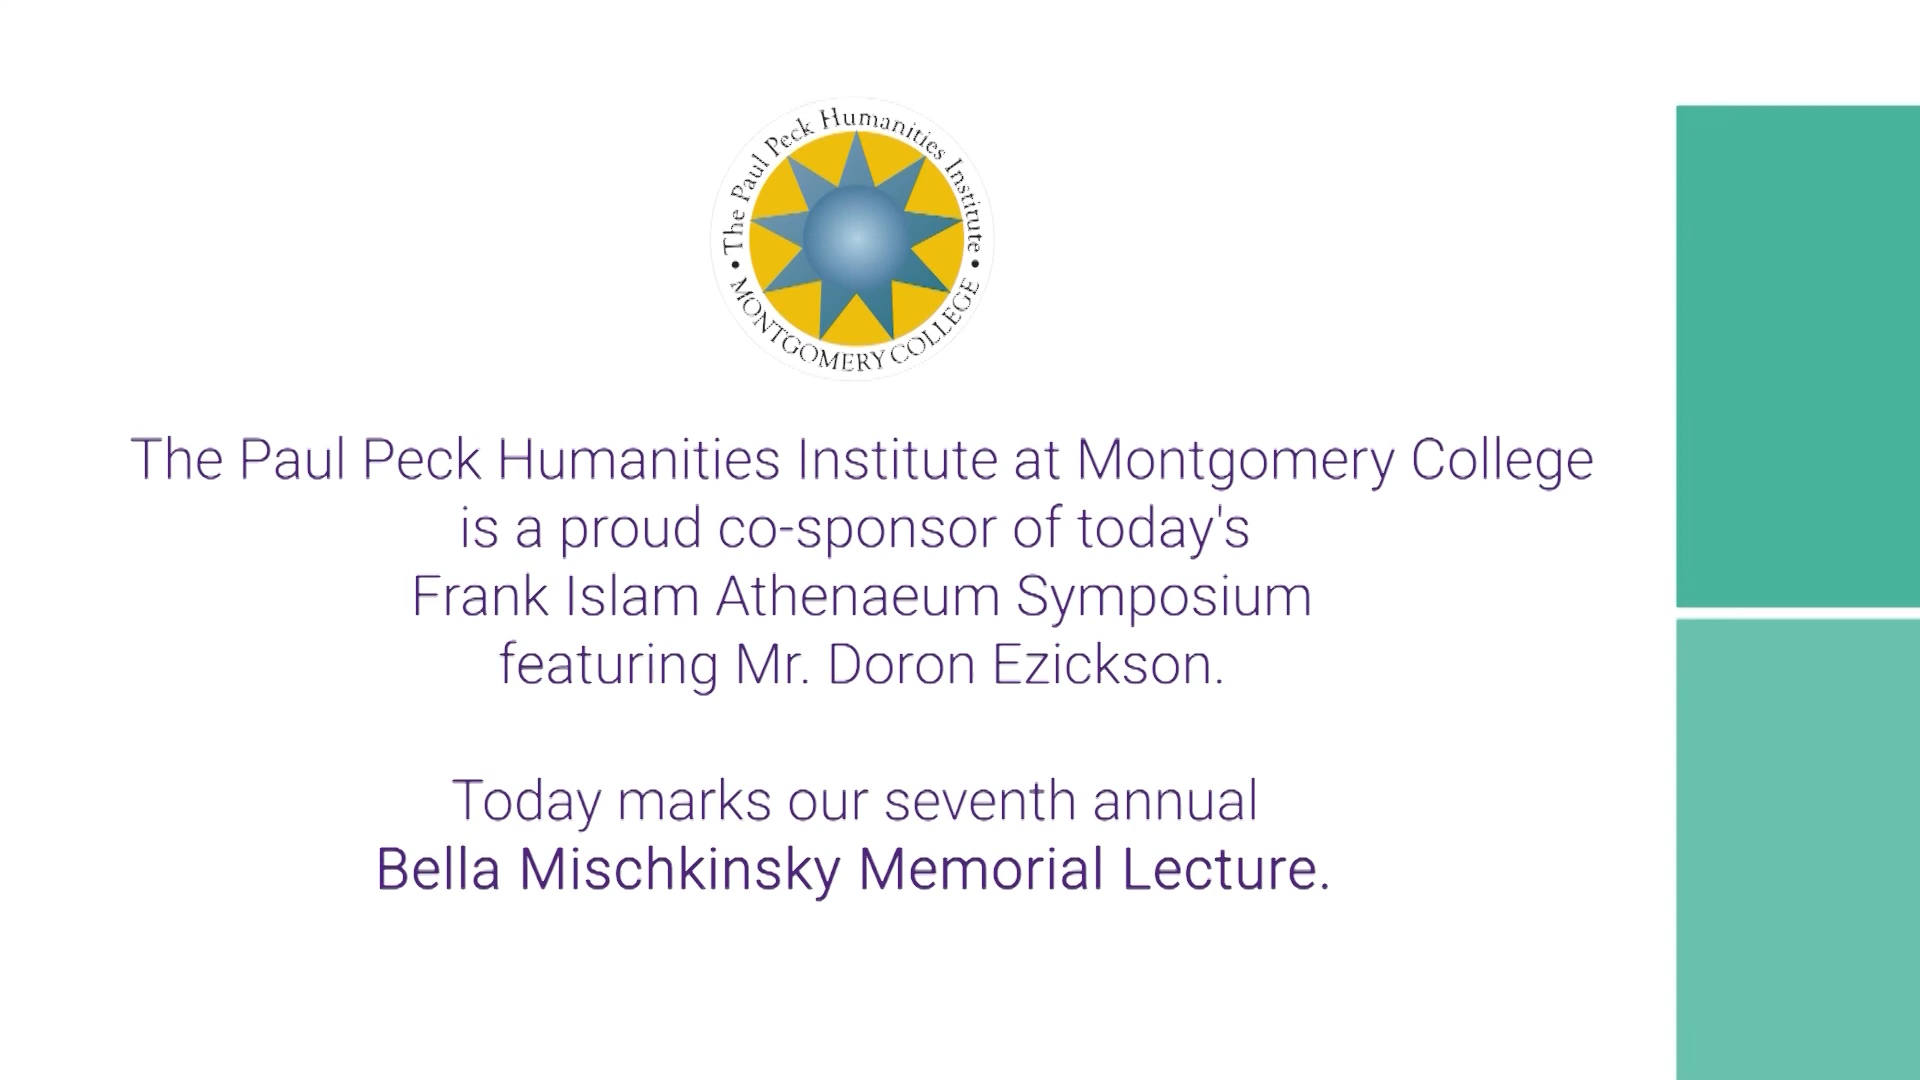 • The Paul Peck Humanities Institute •
MONTGOMERY COLLEGE
The Paul Peck Humanities Institute at Montgomery College
is a proud co-sponsor of today's
Frank Islam Athenaeum Symposium
featuring Mr. Doron Ezickson.
Today marks our seventh annual
Bella Mischkinsky Memorial Lecture.